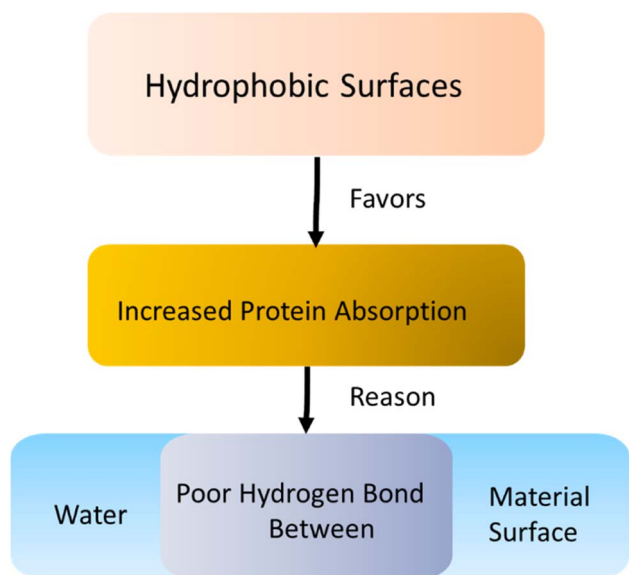 Hydrophobic Surfaces
Favors
Increased Protein Absorption
Reason
Water
Poor Hydrogen Bond
Between
Material
Surface